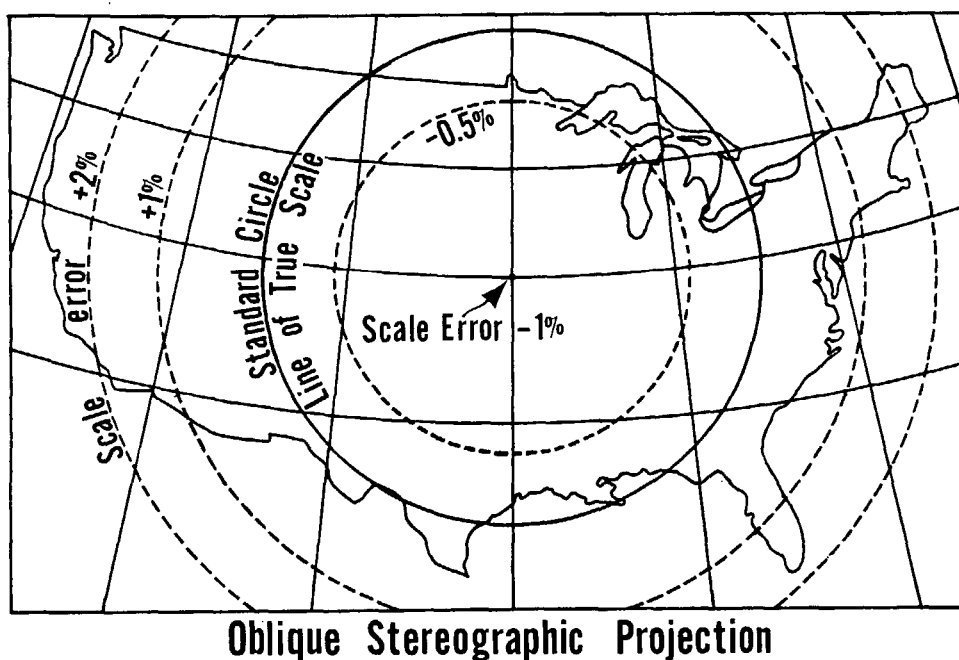 -0.5%
+2%
+1%
Standard Circle
Line of True Scale
Scale error
Scale Error -1%
Oblique Stereographic Projection